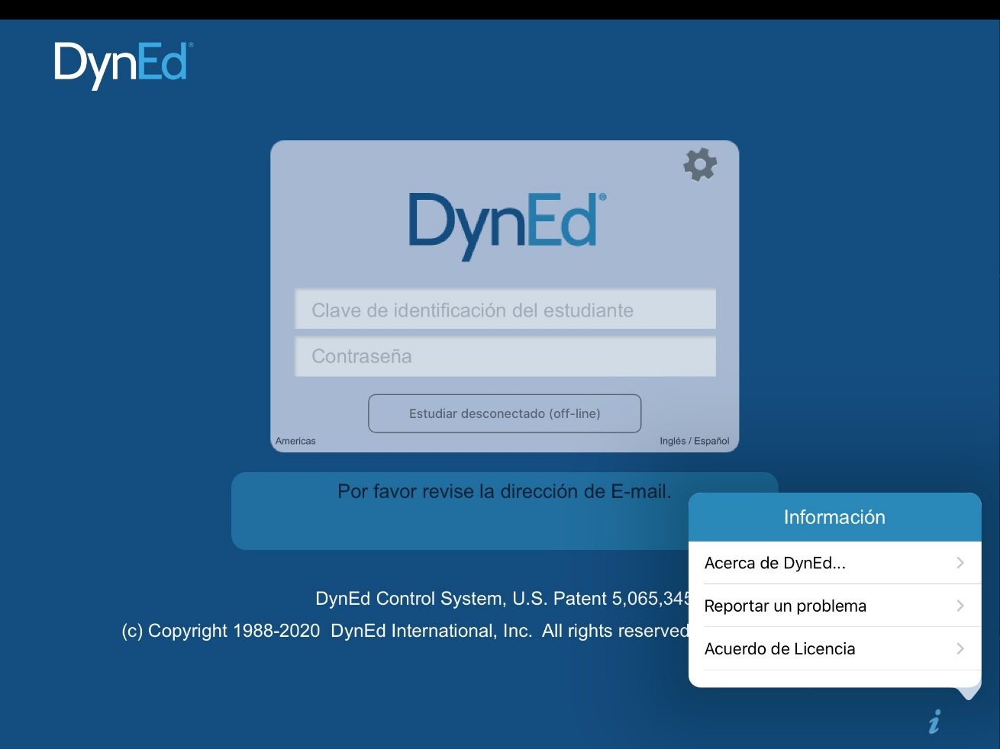 DynEd®
DynEd®
Clave de identificación del estudiante
Contraseña
Estudiar desconectado (off-line)
Americas
Inglés / Español
Por favor revise la dirección de E-mail.
Información
Acerca de DynEd...
Reportar un problema
Acuerdo de Licencia
DynEd Control System, U.S. Patent 5,065,345
(c) Copyright 1988-2020  DynEd International, Inc.  All rights reserved
i